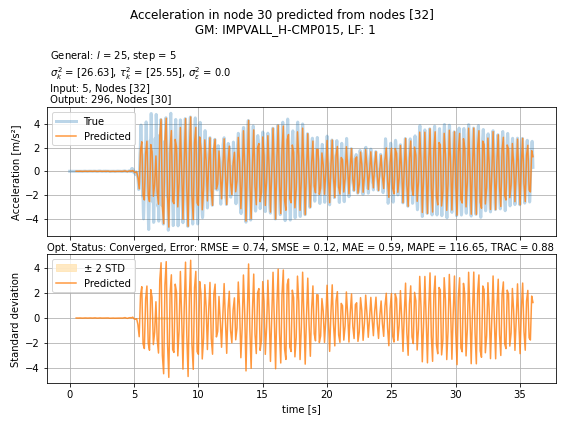 Acceleration in node 30 predicted from nodes [32]
GM: IMPVALL_H-CMP015, LF: 1
General: l = 25, step = 5
σ²ₖ = [26.63], τ²ₖ = [25.55], σ²ε = 0.0
Input: 5, Nodes [32]
Output: 296, Nodes [30]
True
Predicted
Acceleration [m/s²]
4
2
0
−2
−4
Opt. Status: Converged, Error: RMSE = 0.74, SMSE = 0.12, MAE = 0.59, MAPE = 116.65, TRAC = 0.88
± 2 STD
Predicted
Standard deviation
4
2
0
−2
−4
0 5 10 15 20 25 30 35
time [s]